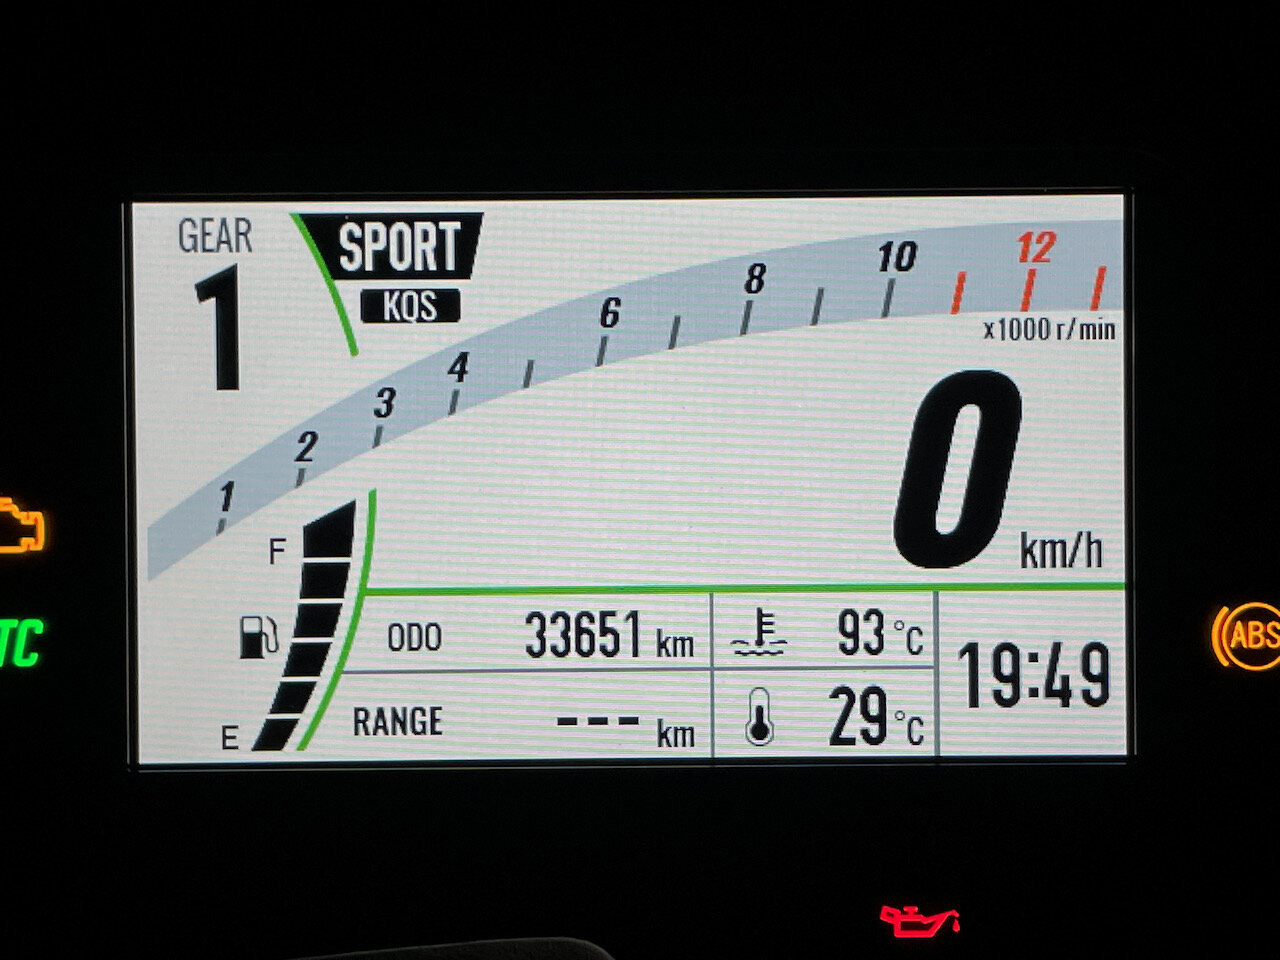 GEAR
1
SPORT
KQS
1 2 3 4 6 8 10 12
x1000 r/min
0 km/h
F
E
ODO 33651 km
93 °C
RANGE --- km
29 °C
19:49
TC
ABS